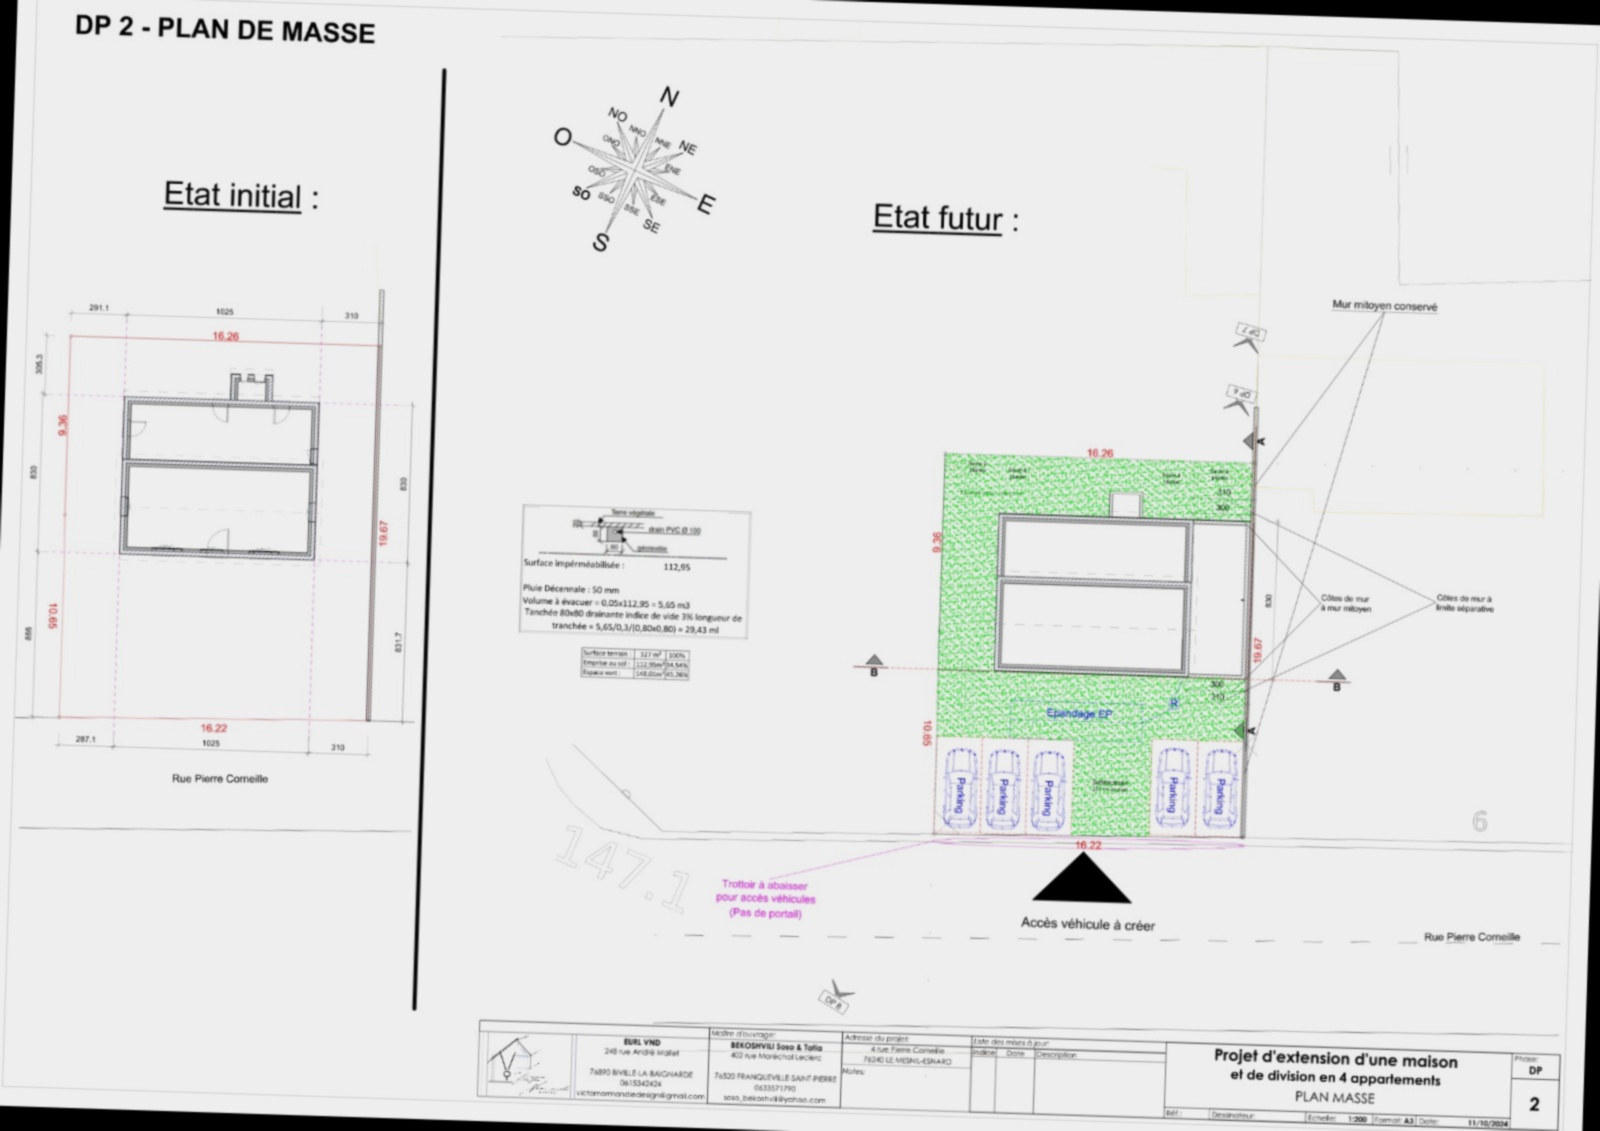 DP 2 - PLAN DE MASSE
N
NO
NNO
NNE
NE
O
ONO
ENE
OSO
ESE
E
SO
SSO
SSE
SE
S
Etat initial :
Etat futur :
291.1
1025
310
16.26
305.3
9.36
830
830
19.67
10.65
888
831.7
16.22
287.1
1025
310
Rue Pierre Corneille
Mur mitoyen conservé
DP 7
A
16.26
310
300
9.36
Terre végétale
drain PVC Ø 100
géotextile
80
Surface imperméabilisée : 112,95
Pluie Décennale : 50 mm
Volume à évacuer = 0,05x112,95 = 5,65 m3
Tanchée 80x80 drainante indice de vide 3% longueur de
tranchée = 5,65/0,3/(0,80x0,80) = 29,43 ml
Surface terrain : 327 m² 100%
Emprise au sol : 112,95m² 34,54%
Espace vert : 148,01m² 45,26%
830
Côtes de mur
à mur mitoyen
Côtes de mur à
limite séparative
19.67
B
B
300
310
R
Epandage EP
A
10.65
Parking
Parking
Parking
Parking
Parking
6
16.22
147.1
Trottoir à abaisser
pour accès véhicules
(Pas de portail)
Accès véhicule à créer
Rue Pierre Corneille
DP 8
EURL VND
248 rue André Mallet
76890 BIVILLE-LA-BAIGNARDE
0615342424
victornormandiedesign@gmail.com
Maître d'ouvrage:
BEKOSHVILI Soso & Tafia
402 rue Maréchal Leclerc
76520 FRANQUEVILLE-SAINT-PIERRE
0633571790
soso_bekoshvili@yahoo.com
Adresse du projet
4 rue Pierre Corneille
76240 LE MESNIL-ESNARD
Notes:
Liste des mises à jour:
Indice Date Description
Projet d'extension d'une maison
et de division en 4 appartements
PLAN MASSE
Réf.: Dessinateur: Echelle: 1:200 Format: A3 Date: 11/10/2024
Phase:
DP
2